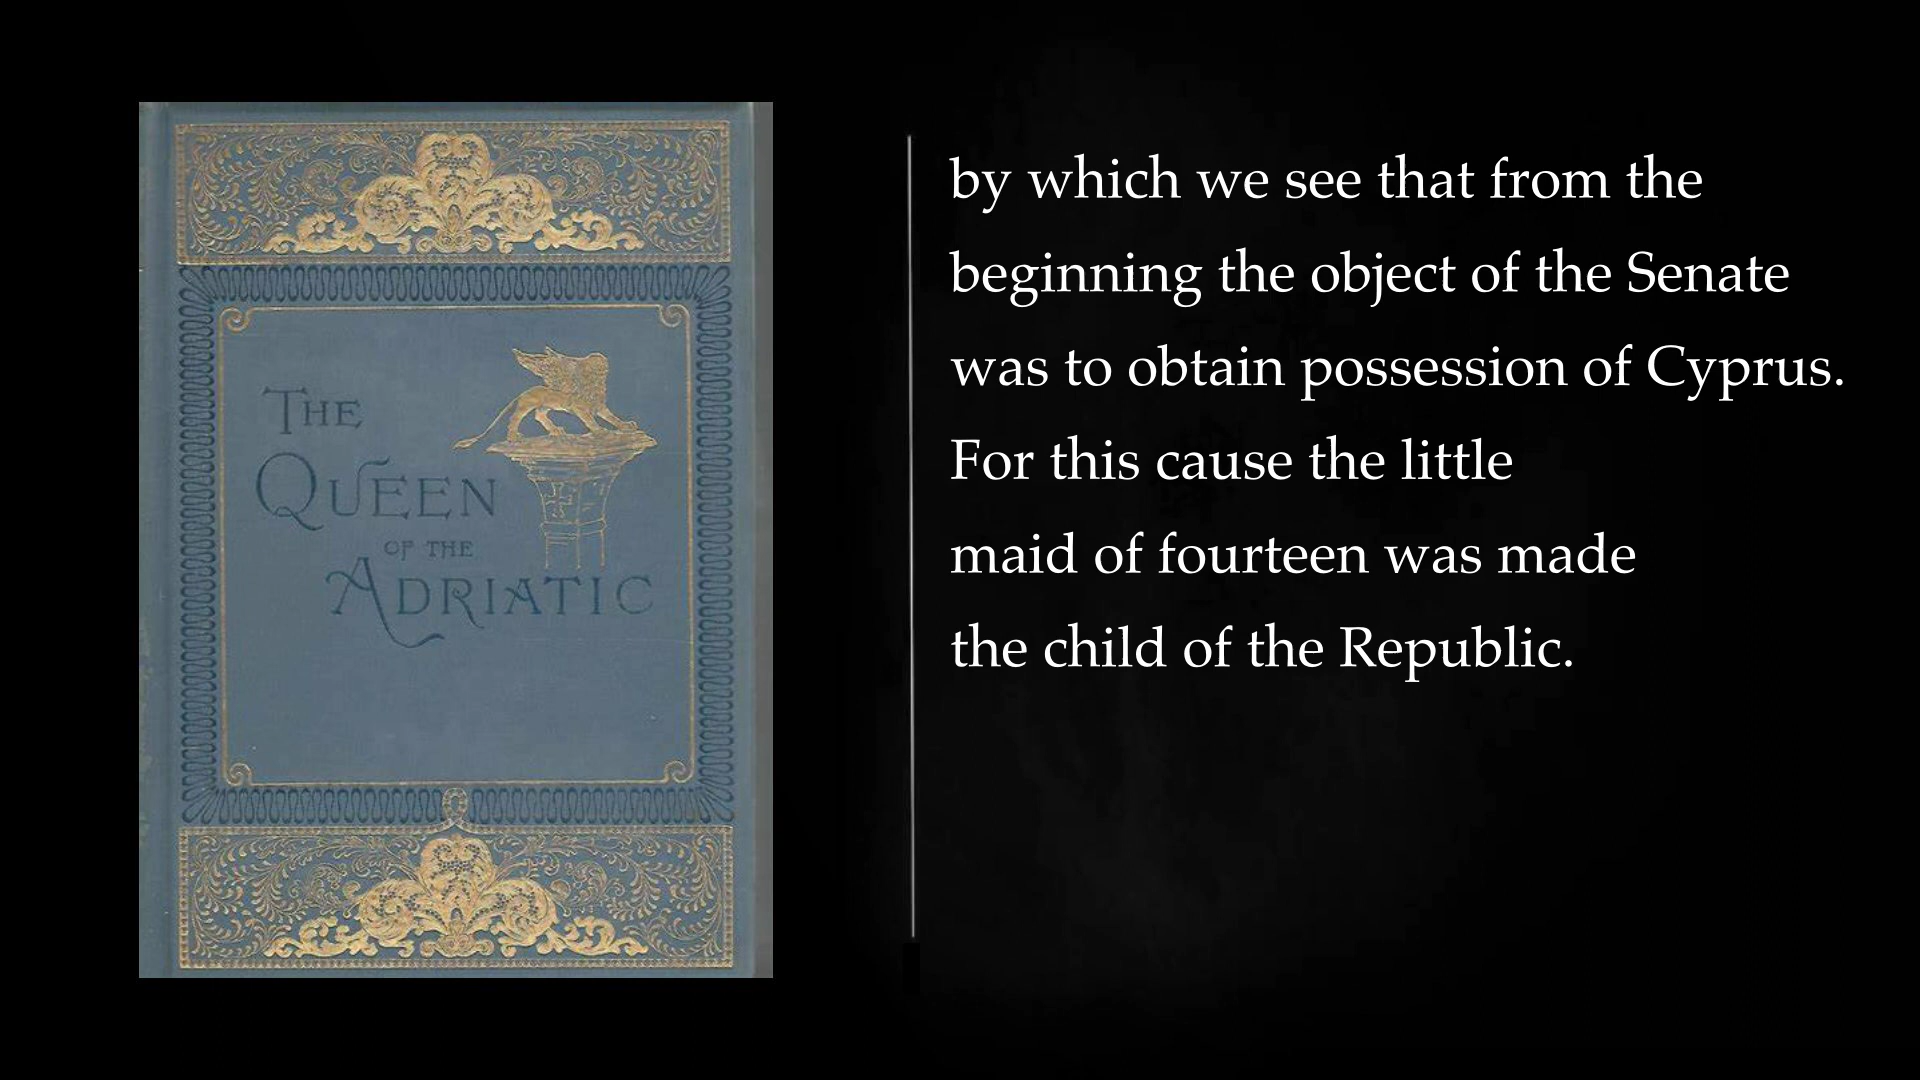 THE
QUEEN
OF THE
ADRIATIC
by which we see that from the
beginning the object of the Senate
was to obtain possession of Cyprus.
For this cause the little
maid of fourteen was made
the child of the Republic.